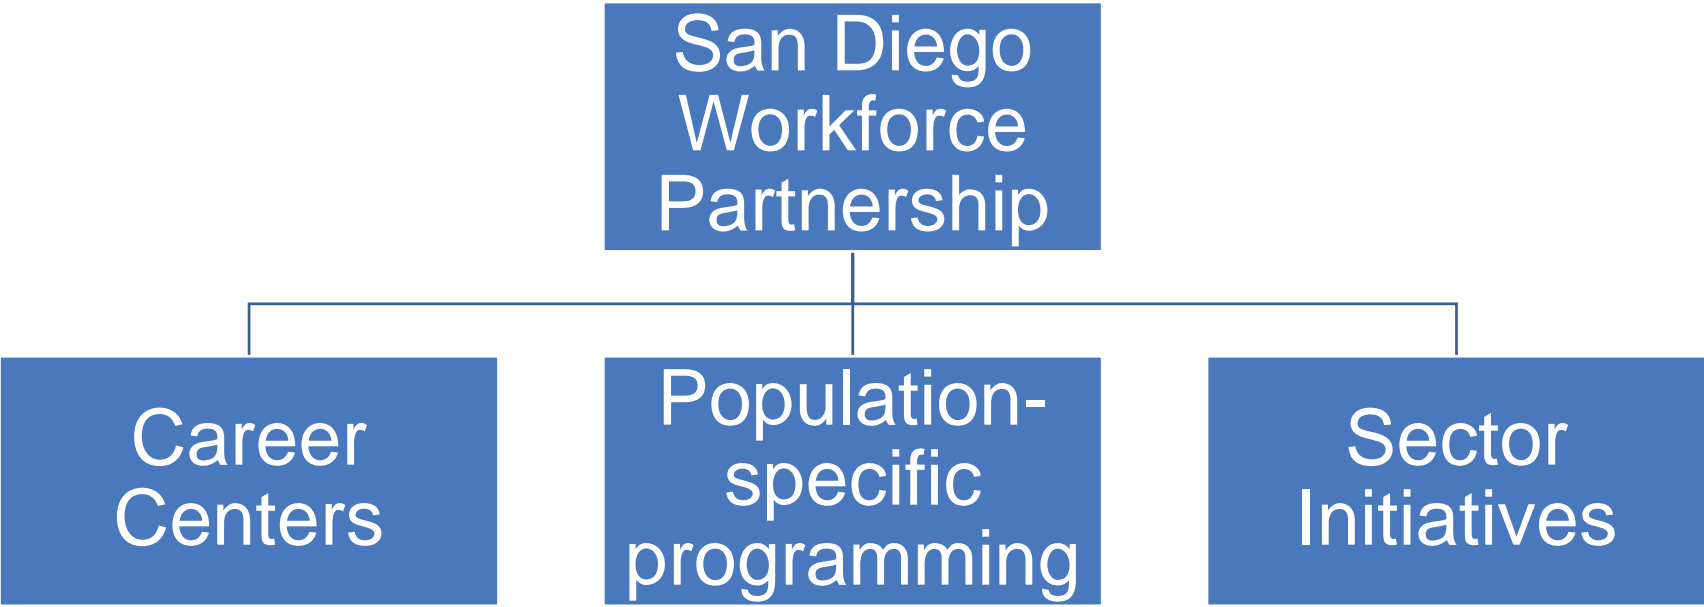 San Diego
Workforce
Partnership
Career
Centers
Population-
specific
programming
Sector
Initiatives